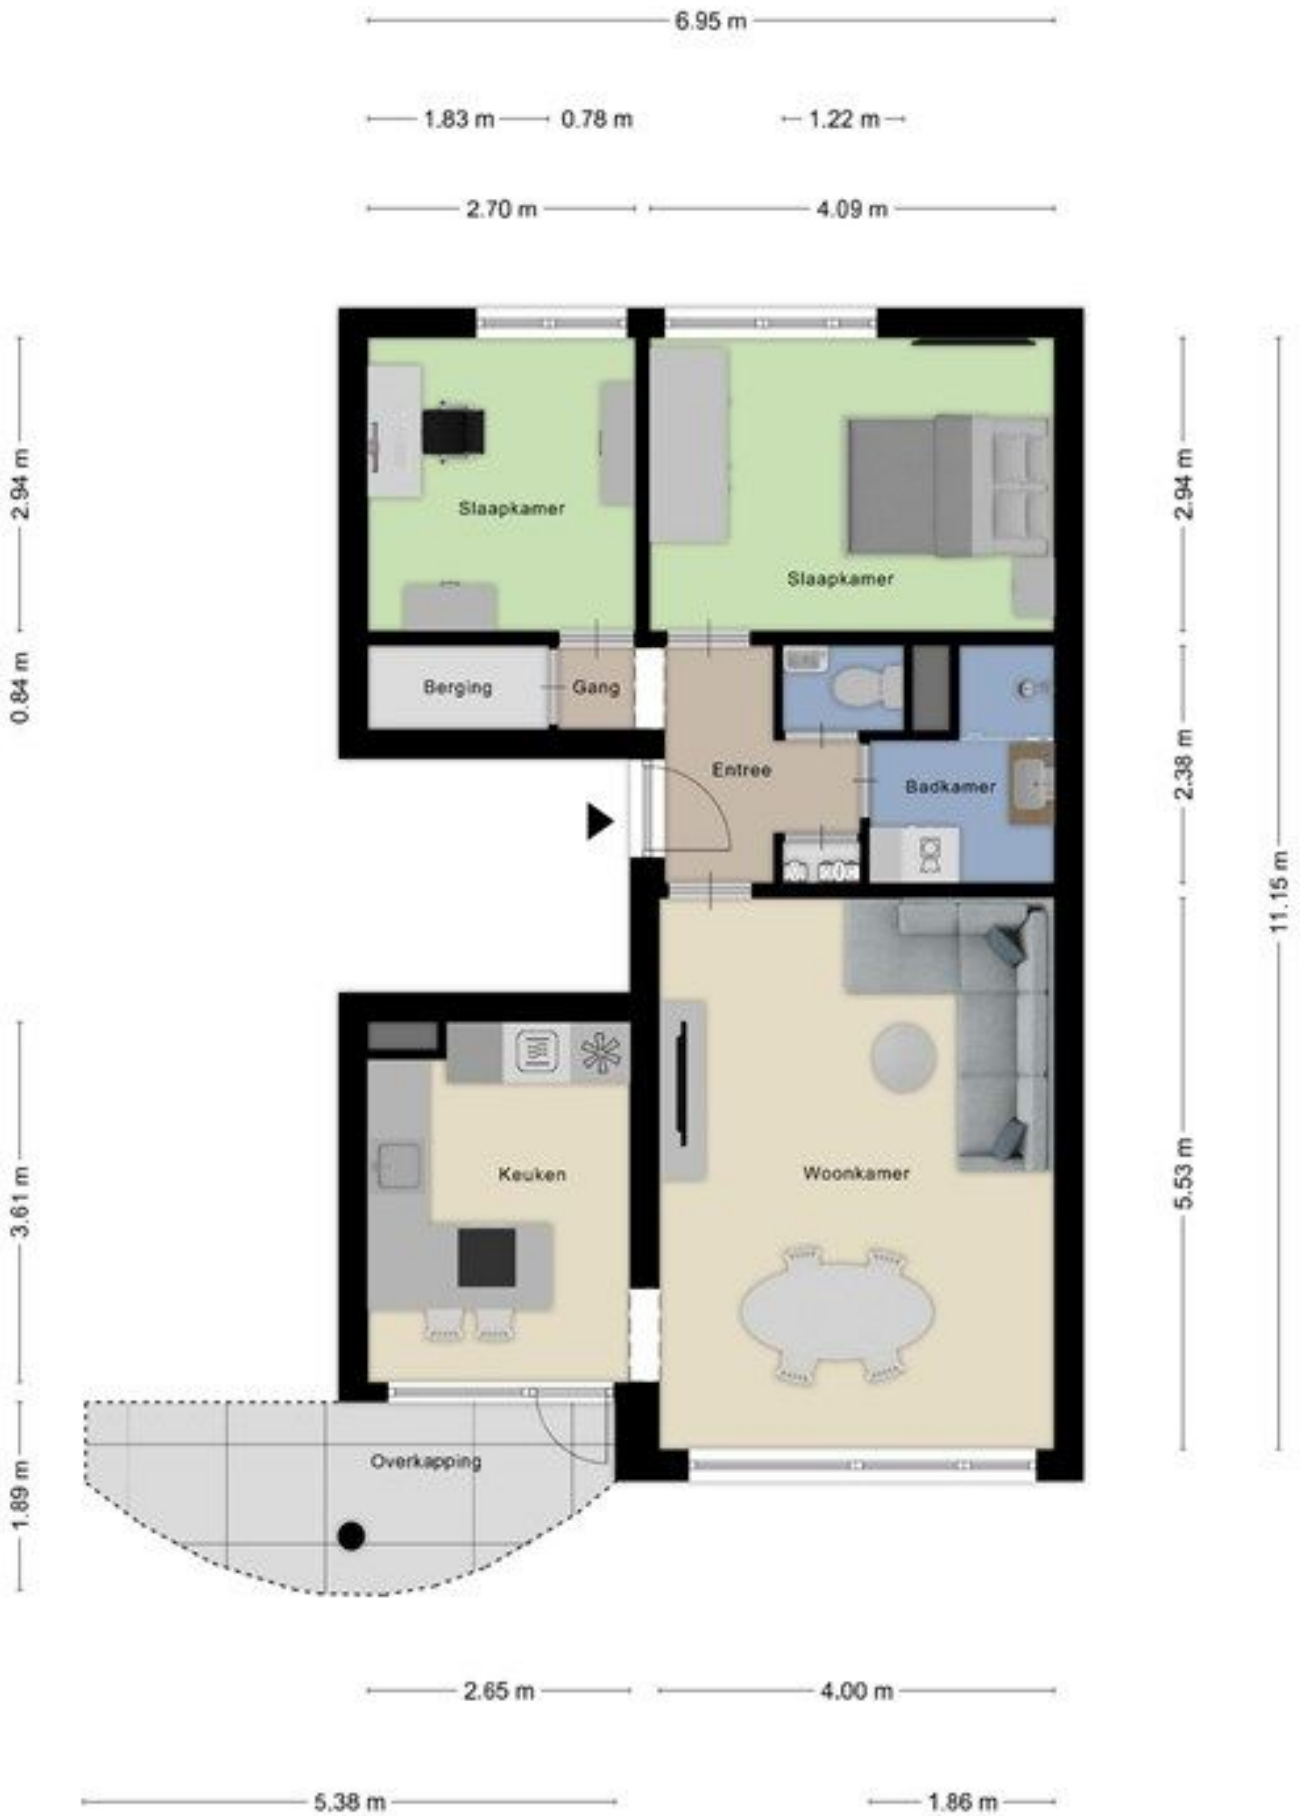 6.95 m
1.83 m 0.78 m 1.22 m
2.70 m 4.09 m
2.94 m
2.94 m
Slaapkamer
Slaapkamer
0.84 m
Berging
Gang
Entree
Badkamer
2.38 m
11.15 m
3.61 m
Keuken
Woonkamer
5.53 m
Overkapping
1.89 m
2.65 m 4.00 m
5.38 m 1.86 m